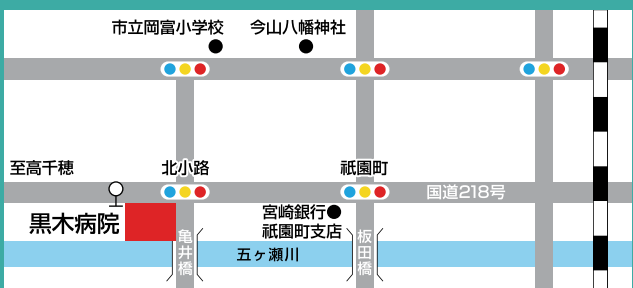 市立岡富小学校
今山八幡神社
至高千穂
北小路
祇園町
国道218号
黒木病院
宮崎銀行
祇園町支店
亀井橋
五ヶ瀬川
板田橋